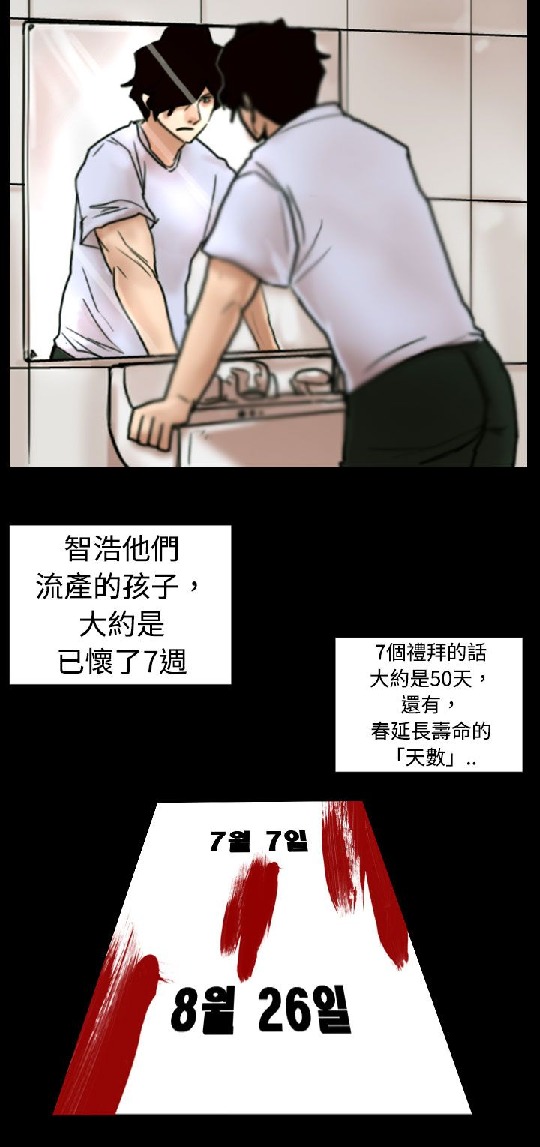 智浩他們
流產的孩子，
大約是
已懷了7週
7個禮拜的話
大約是50天，
還有，
春延長壽命的
「天數」..
7월 7일
8월 26일